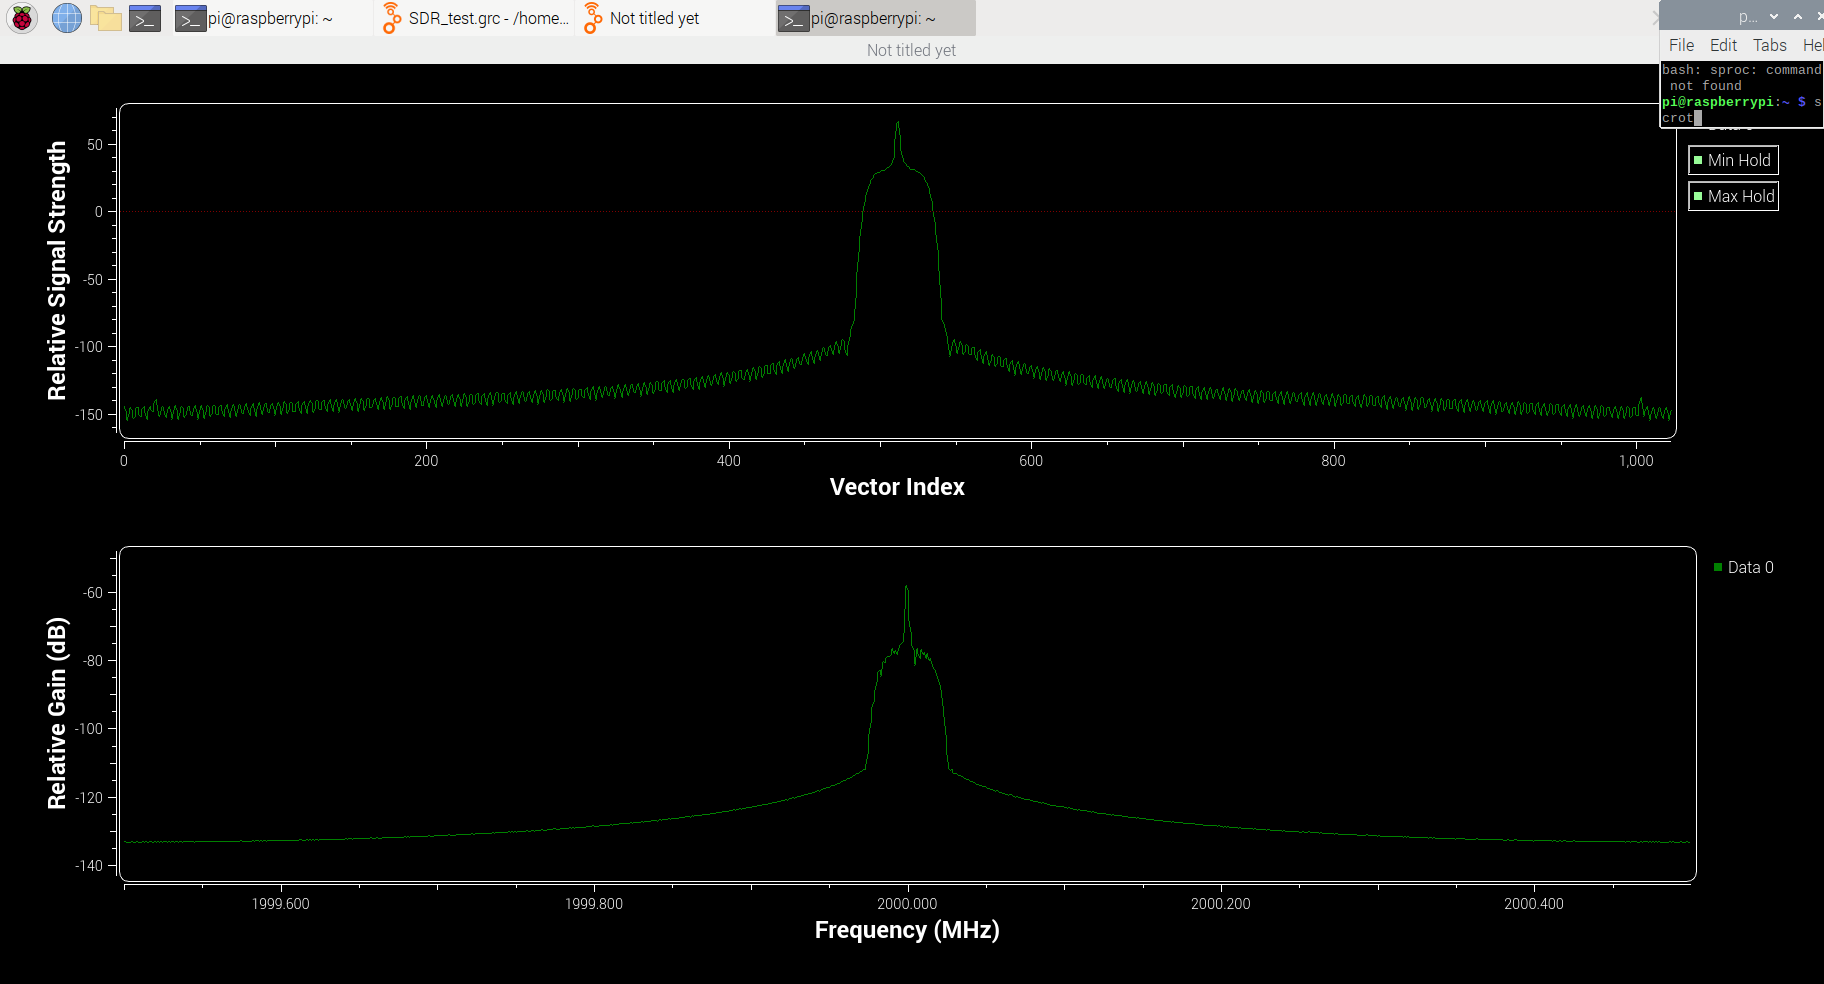 pi@raspberrypi: ~
SDR_test.grc - /home...
Not titled yet
pi@raspberrypi: ~
p...
Not titled yet
File Edit Tabs Hel
bash: sproc: command
not found
pi@raspberrypi:~ $ s
crot
Min Hold
Max Hold
Relative Signal Strength
50
0
-50
-100
-150
0 200 400 600 800 1,000
Vector Index
Data 0
Relative Gain (dB)
-60
-80
-100
-120
-140
1999.600 1999.800 2000.000 2000.200 2000.400
Frequency (MHz)